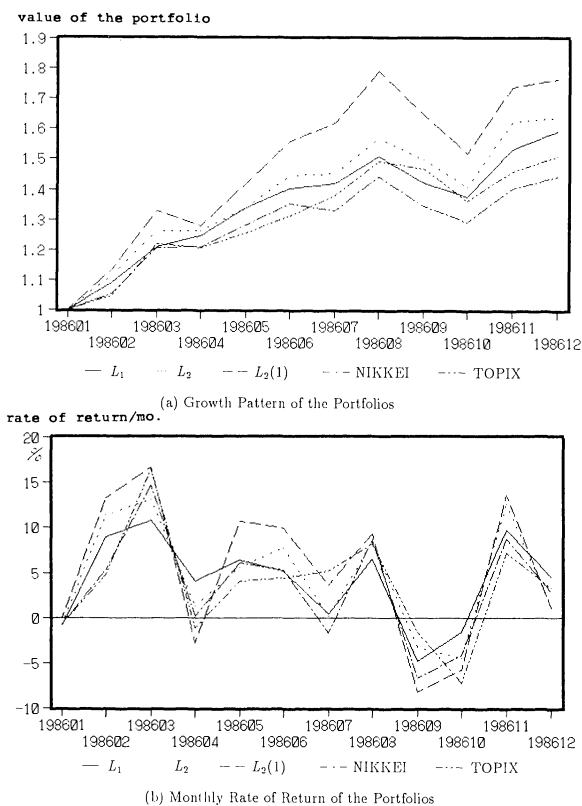 value of the portfolio
1.9
1.8
1.7
1.6
1.5
1.4
1.3
1.2
1.1
1
198601 198603 198605 198607 198609 198611
198602 198604 198606 198608 198610 198612
L₁ L₂ L₂(1) NIKKEI TOPIX
(a) Growth Pattern of the Portfolios
rate of return/mo.
20
%
15
10
5
0
-5
-10
198601 198603 198605 198607 198609 198611
198602 198604 198606 198608 198610 198612
L₁ L₂ L₂(1) NIKKEI TOPIX
(b) Monthly Rate of Return of the Portfolios